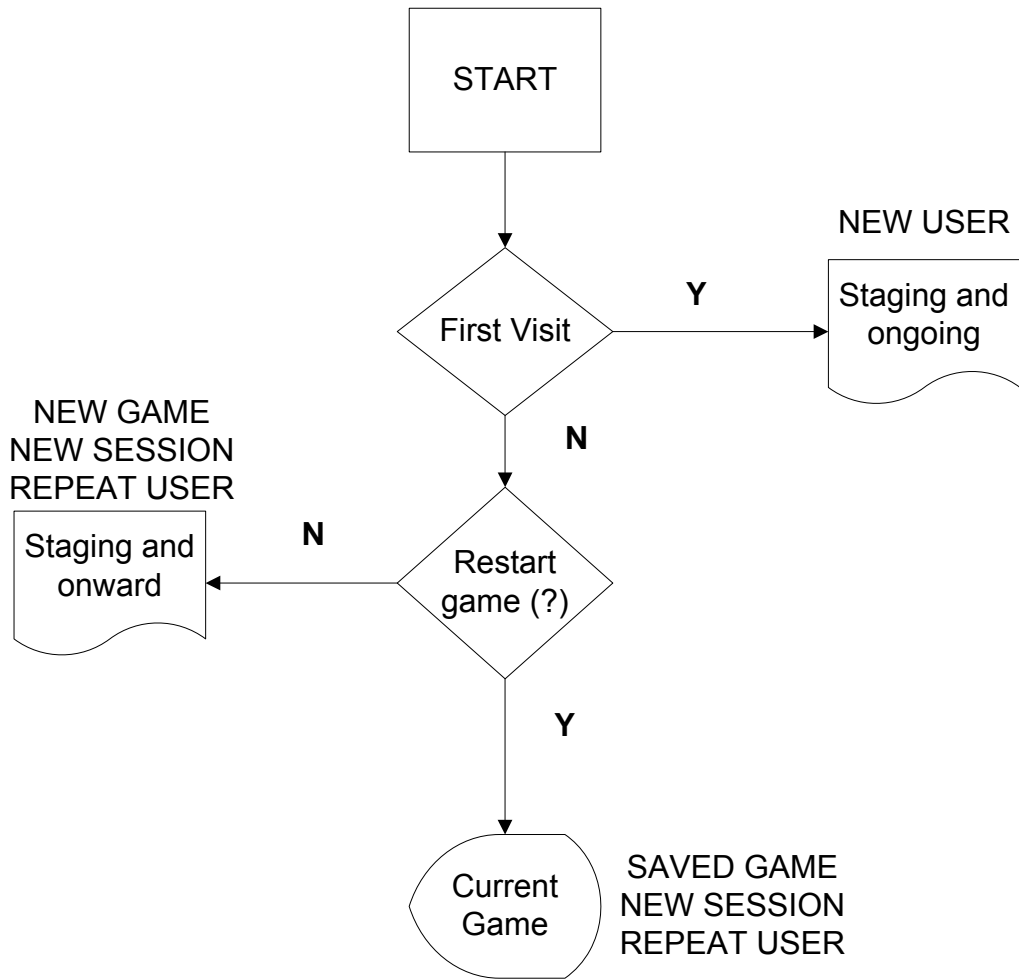 START
NEW USER
First Visit
Y
Staging and
ongoing
N
NEW GAME
NEW SESSION
REPEAT USER
Staging and
onward
N
Restart
game (?)
Y
Current
Game
SAVED GAME
NEW SESSION
REPEAT USER